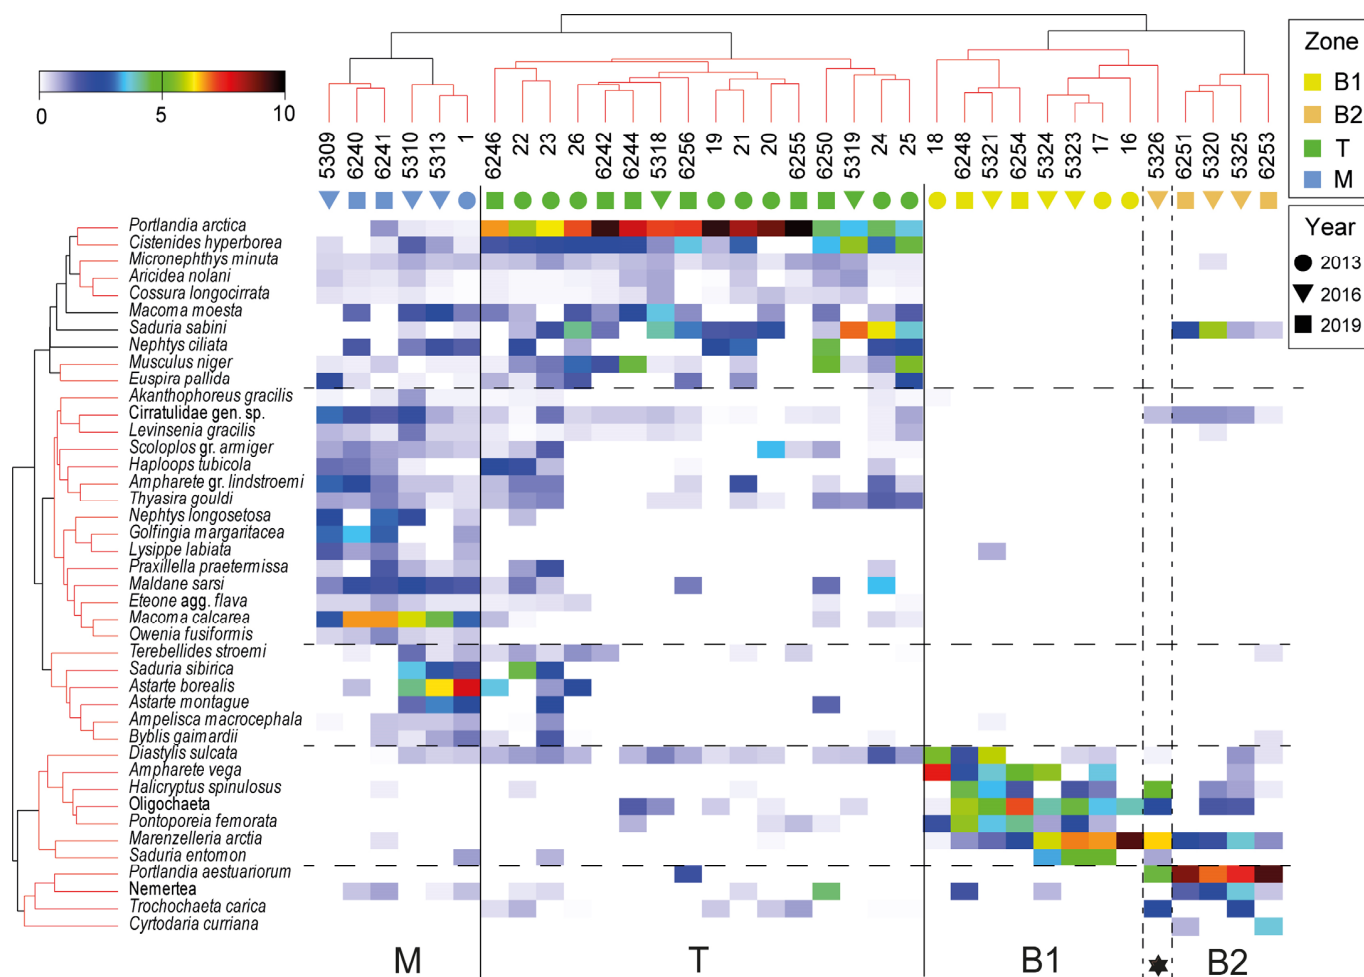 0 5 10
Zone
B1
B2
T
M
Year
2013
2016
2019
5309 6240 6241 5310 5313 1 6246 22 23 26 6242 6244 5318 6256 19 21 20 6255 6250 5319 24 25 18 6248 5321 6254 5324 5323 17 16 5326 6251 5320 5325 6253
Portlandia arctica
Cistenides hyperborea
Micronephthys minuta
Aricidea nolani
Cossura longocirrata
Macoma moesta
Saduria sabini
Nephtys ciliata
Musculus niger
Euspira pallida
Akanthophoreus gracilis
Cirratulidae gen. sp.
Levinsenia gracilis
Scoloplos gr. armiger
Haploops tubicola
Ampharete gr. lindstroemi
Thyasira gouldi
Nephtys longosetosa
Golfingia margaritacea
Lysippe labiata
Praxillella praetermissa
Maldane sarsi
Eteone agg. flava
Macoma calcarea
Owenia fusiformis
Terebellides stroemi
Saduria sibirica
Astarte borealis
Astarte montague
Ampelisca macrocephala
Byblis gaimardii
Diastylis sulcata
Ampharete vega
Halicryptus spinulosus
Oligochaeta
Pontoporeia femorata
Marenzelleria arctia
Saduria entomon
Portlandia aestuariorum
Nemertea
Trochochaeta carica
Cyrtodaria curriana
M T B1 B2